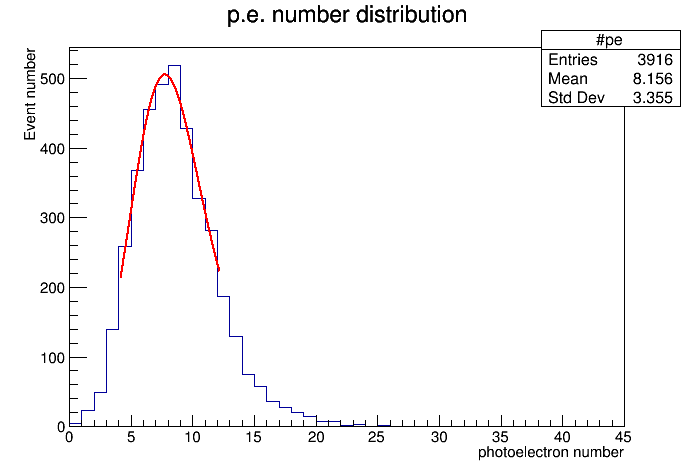 p.e. number distribution
#pe
Entries 3916
Mean 8.156
Std Dev 3.355
Event number
500
400
300
200
100
0
0 5 10 15 20 25 30 35 40 45
photoelectron number